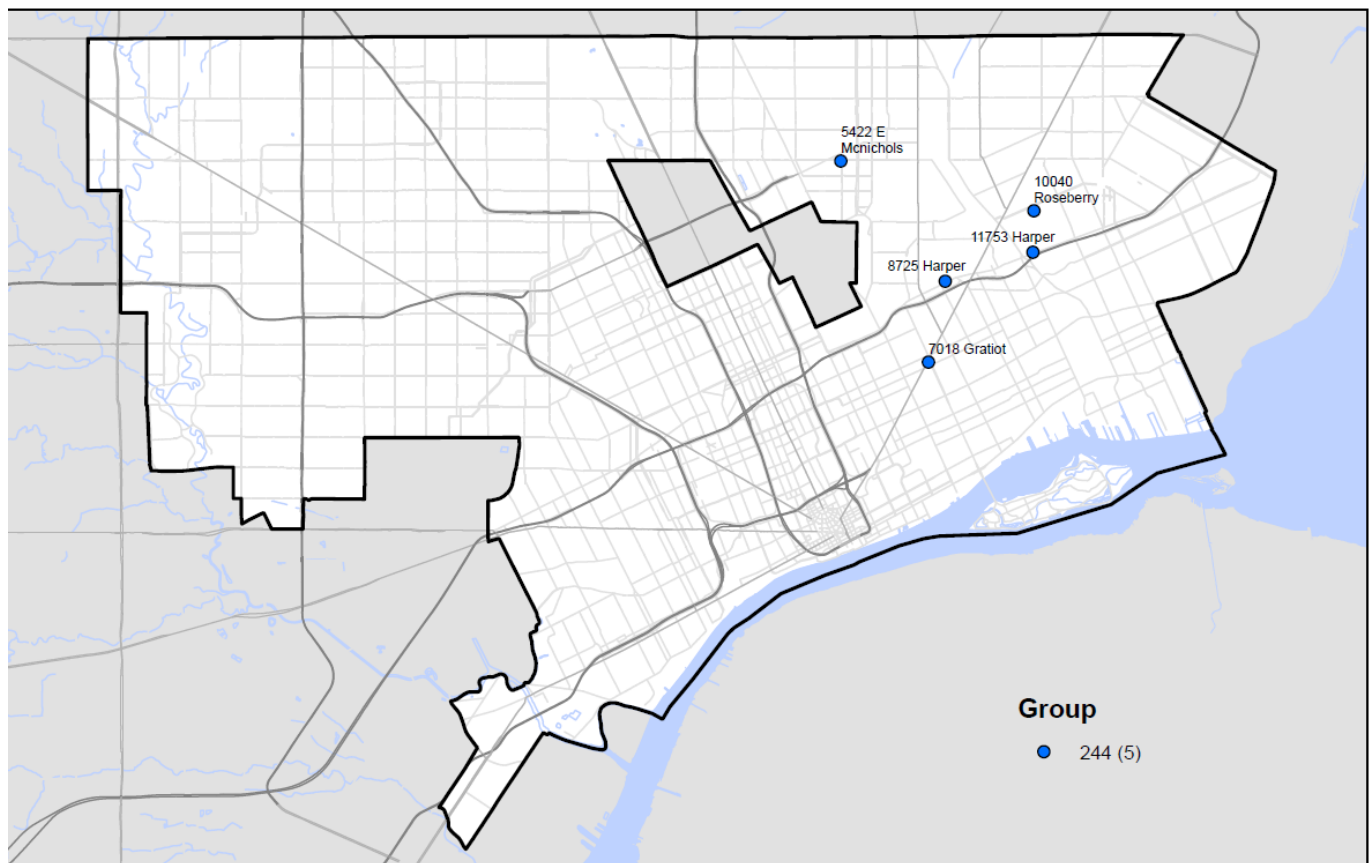 5422 E
Mcnichols
10040
Roseberry
11753 Harper
8725 Harper
7018 Gratiot
Group
244 (5)